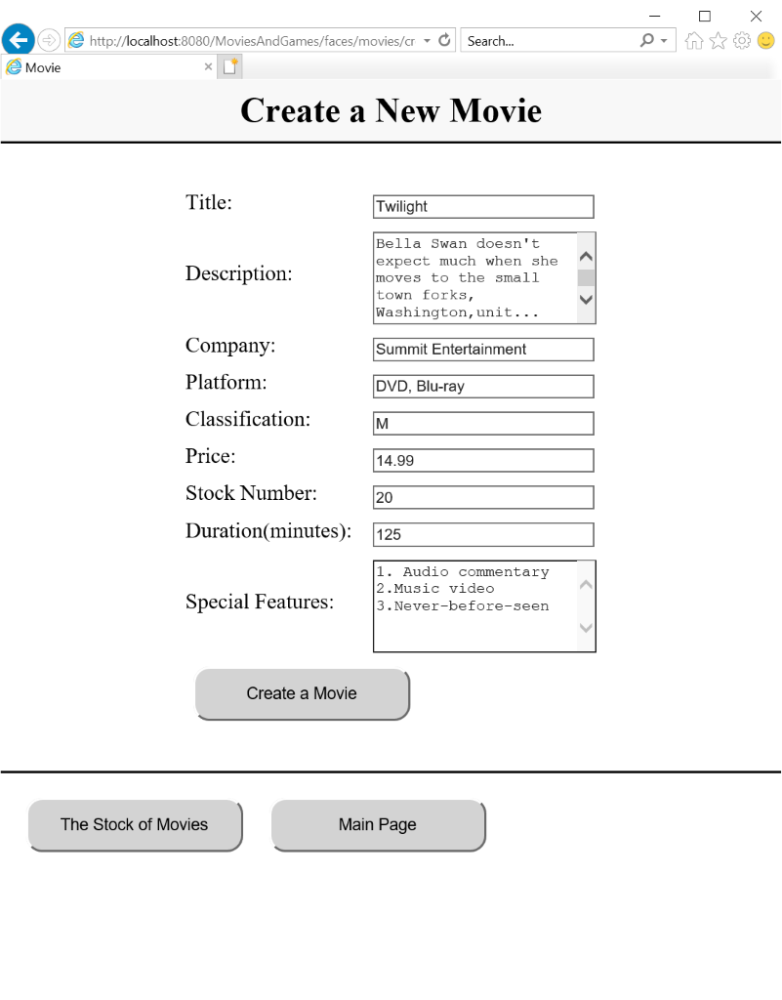 http://localhost:8080/MoviesAndGames/faces/movies/cr
Search...
Movie
Create a New Movie
Title:
Twilight
Description:
Bella Swan doesn't
expect much when she
moves to the small
town forks,
Washington,unit...
Company:
Summit Entertainment
Platform:
DVD, Blu-ray
Classification:
M
Price:
14.99
Stock Number:
20
Duration(minutes):
125
Special Features:
1. Audio commentary
2.Music video
3.Never-before-seen
Create a Movie
The Stock of Movies
Main Page